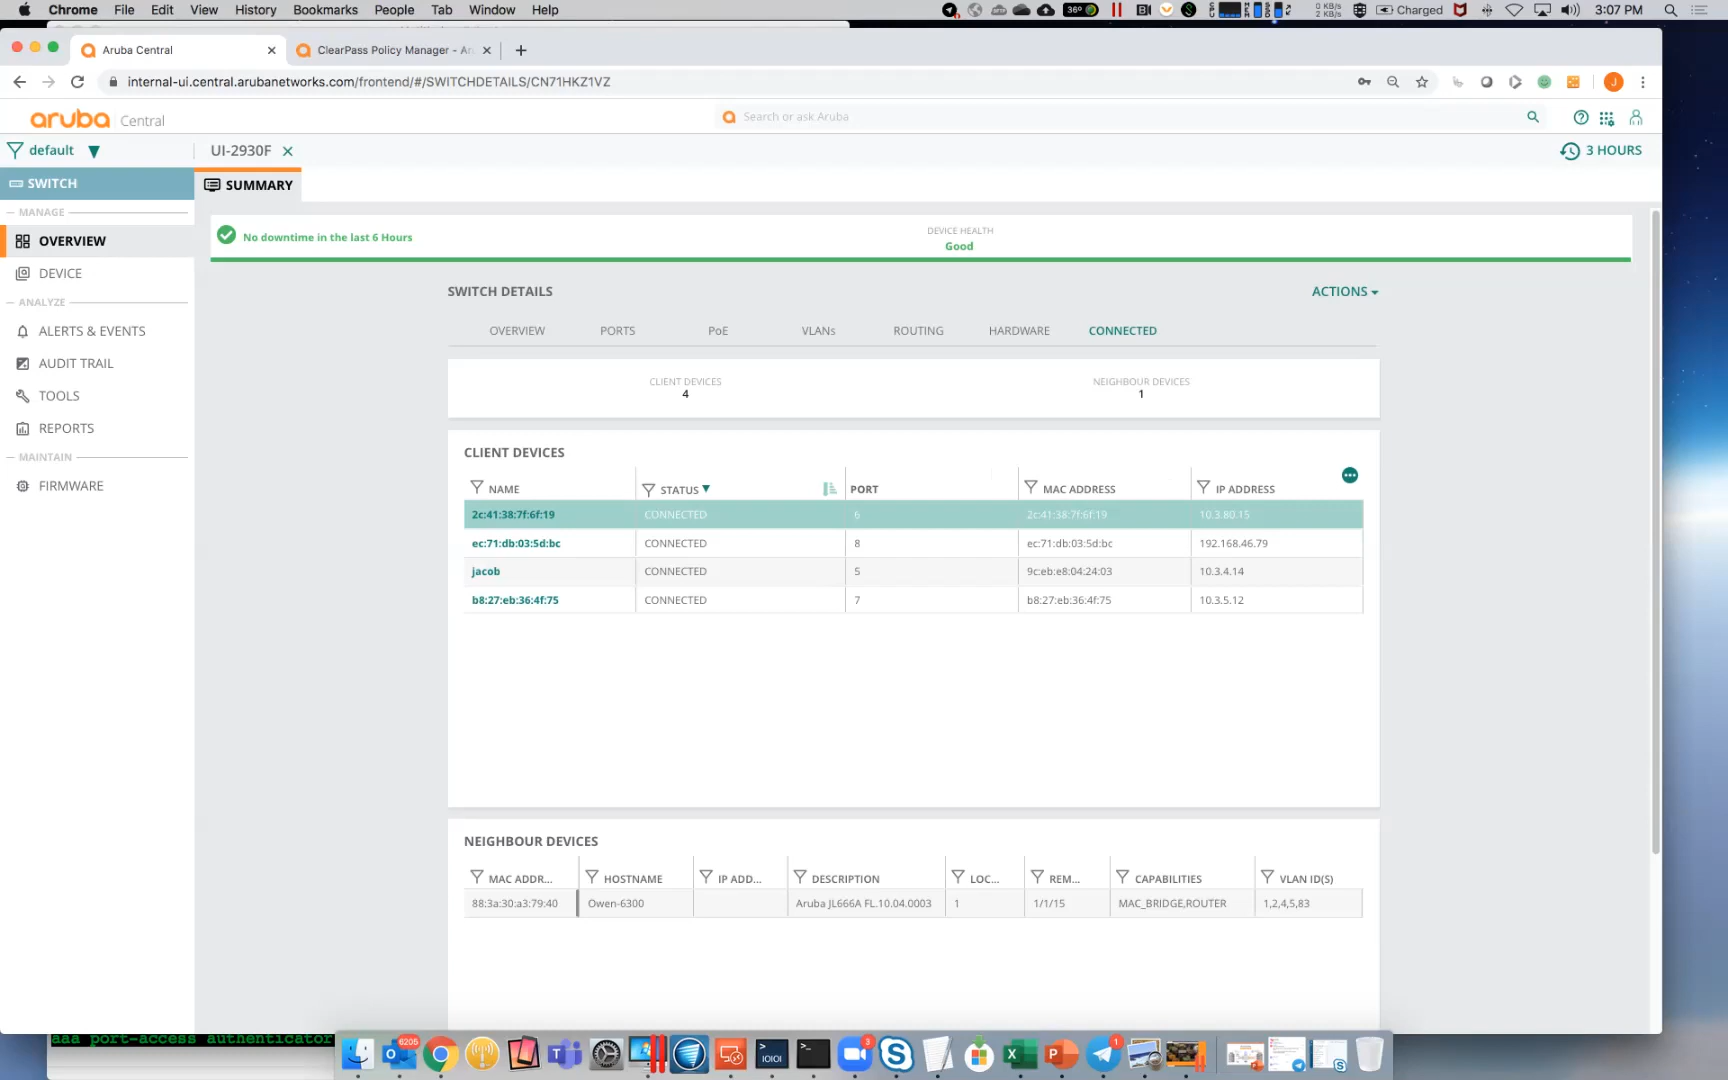 Chrome File Edit View History Bookmarks People Tab Window Help
36° 0 KB/s 2 KB/s Charged 3:07 PM
Aruba Central
ClearPass Policy Manager - Aru
internal-ui.central.arubanetworks.com/frontend/#/SWITCHDETAILS/CN71HKZ1VZ
J
aruba Central
Search or ask Aruba
default
UI-2930F
3 HOURS
SWITCH
SUMMARY
MANAGE
OVERVIEW
DEVICE
ANALYZE
ALERTS & EVENTS
AUDIT TRAIL
TOOLS
REPORTS
MAINTAIN
FIRMWARE
No downtime in the last 6 Hours
DEVICE HEALTH
Good
SWITCH DETAILS
ACTIONS
OVERVIEW PORTS PoE VLANs ROUTING HARDWARE CONNECTED
CLIENT DEVICES
4
NEIGHBOUR DEVICES
1
CLIENT DEVICES
NAME STATUS PORT MAC ADDRESS IP ADDRESS
2c:41:38:7f:6f:19 CONNECTED 6 2c:41:38:7f:6f:19 10.3.80.15
ec:71:db:03:5d:bc CONNECTED 8 ec:71:db:03:5d:bc 192.168.46.79
jacob CONNECTED 5 9c:eb:e8:04:24:03 10.3.4.14
b8:27:eb:36:4f:75 CONNECTED 7 b8:27:eb:36:4f:75 10.3.5.12
NEIGHBOUR DEVICES
MAC ADDR... HOSTNAME IP ADD... DESCRIPTION LOC... REM... CAPABILITIES VLAN ID(S)
88:3a:30:a3:79:40 Owen-6300 Aruba JL666A FL.10.04.0003 1 1/1/15 MAC_BRIDGE,ROUTER 1,2,4,5,83
aaa port-access authenticator
6205
3
1